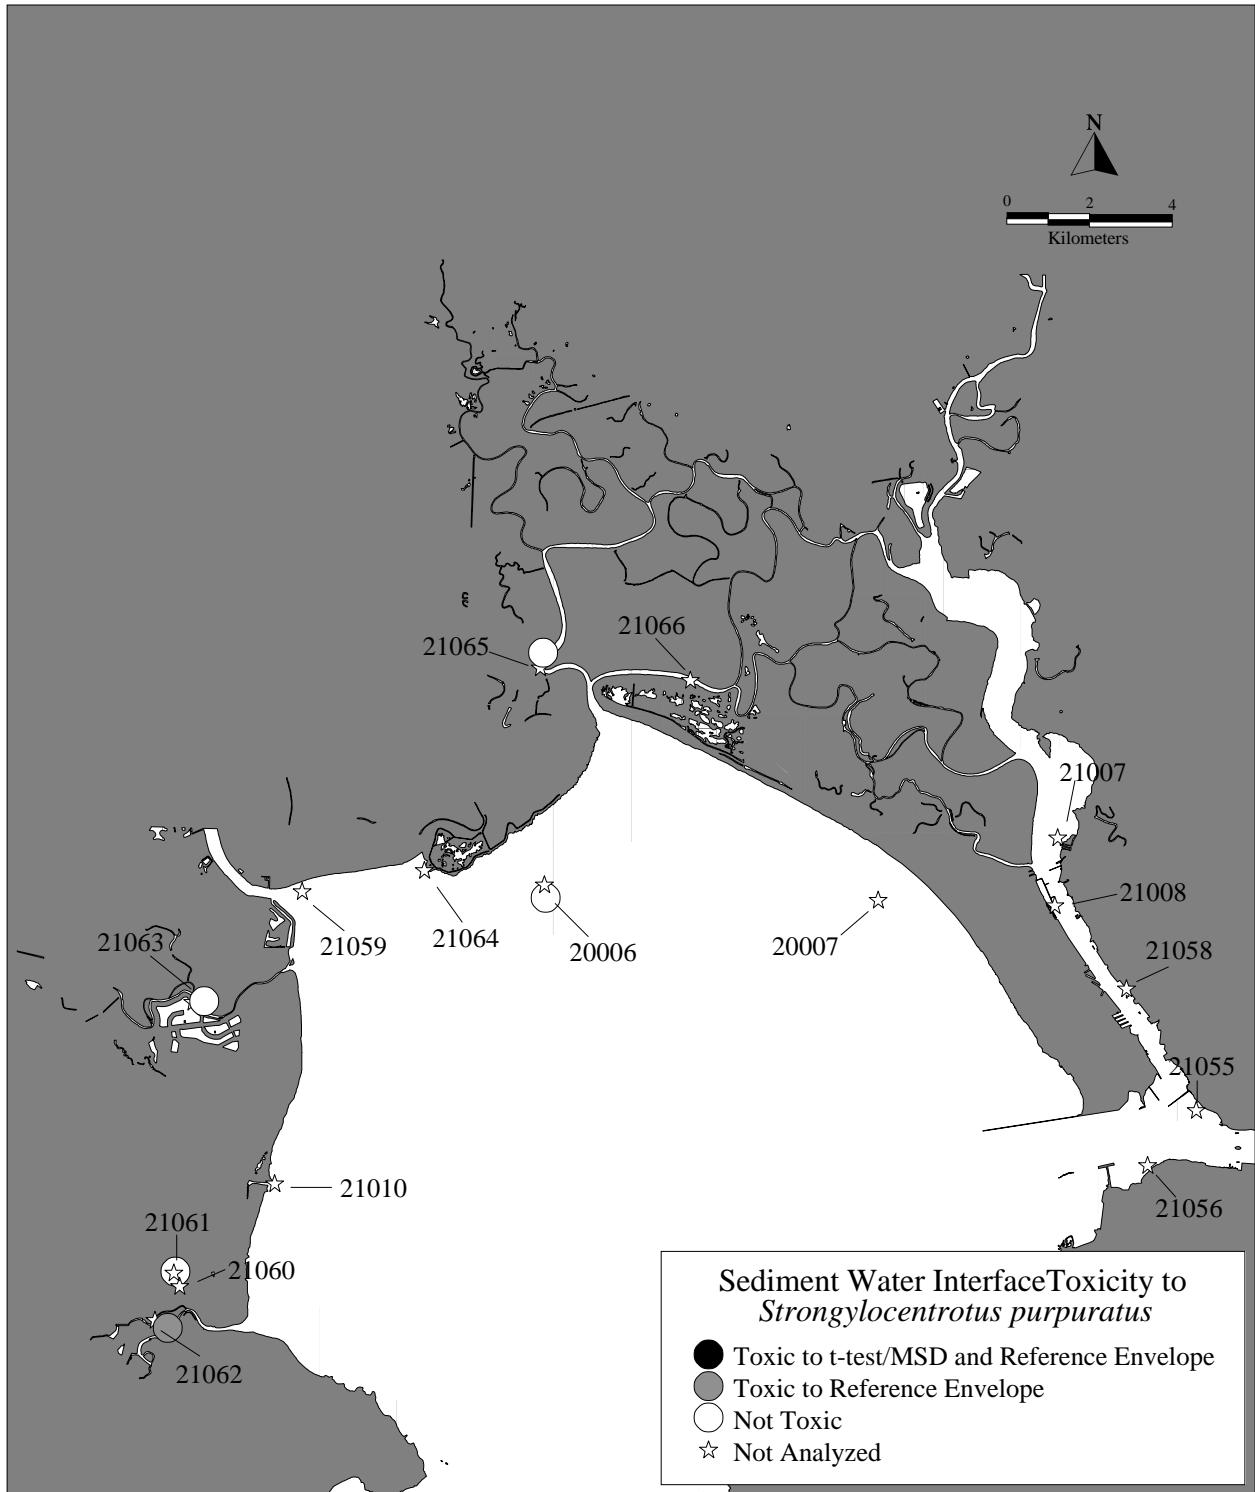 N
0 2 4
Kilometers
21066
21065
21007
21008
21063
21059
21064
20006
20007
21058
21055
21010
21056
21061
21060
21062
Sediment Water InterfaceToxicity to
Strongylocentrotus purpuratus
Toxic to t-test/MSD and Reference Envelope
Toxic to Reference Envelope
Not Toxic
Not Analyzed